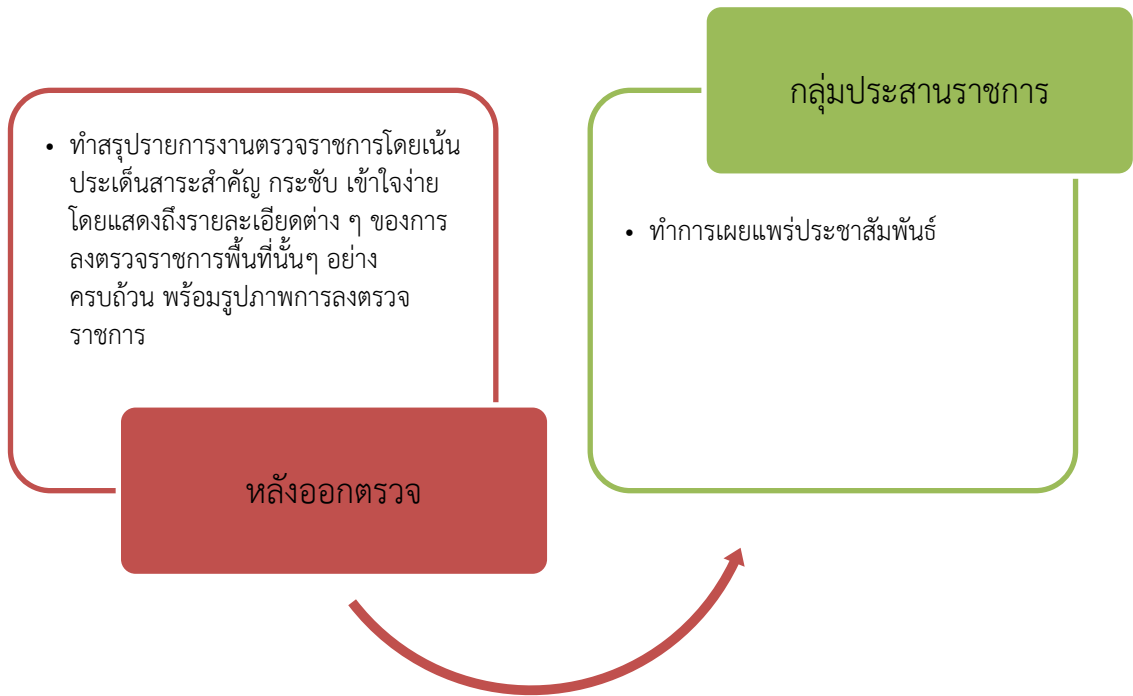 • ทำสรุปรายการงานตรวจราชการโดยเน้น
ประเด็นสาระสำคัญ กระชับ เข้าใจง่าย
โดยแสดงถึงรายละเอียดต่าง ๆ ของการ
ลงตรวจราชการพื้นที่นั้นๆ อย่าง
ครบถ้วน พร้อมรูปภาพการลงตรวจ
ราชการ
หลังออกตรวจ
กลุ่มประสานราชการ
• ทำการเผยแพร่ประชาสัมพันธ์